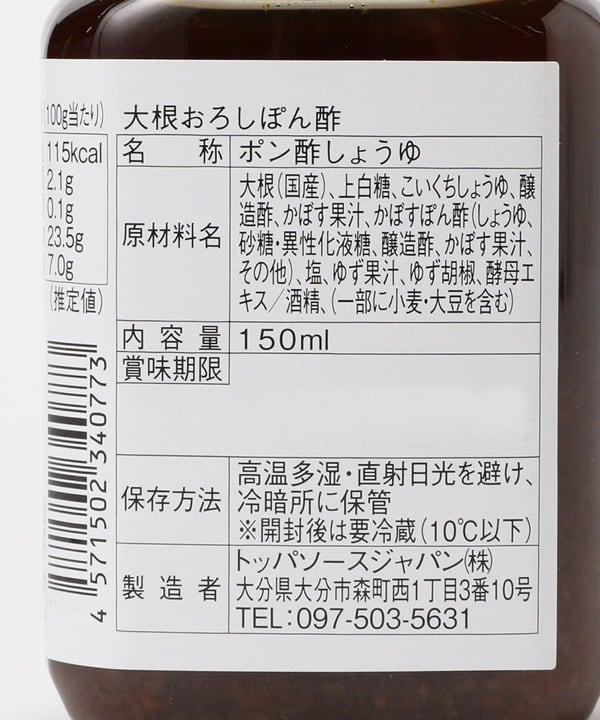 (100g当たり)
115kcal
2.1g
0.1g
23.5g
7.0g
(推定値)
4 571502 340773
大根おろしぽん酢
名称 ポン酢しょうゆ
原材料名
大根(国産)、上白糖、こいくちしょうゆ、醸
造酢、かぼす果汁、かぼすぽん酢(しょうゆ、
砂糖・異性化液糖、醸造酢、かぼす果汁、
その他)、塩、ゆず果汁、ゆず胡椒、酵母エ
キス/酒精、(一部に小麦・大豆を含む)
内容量 150ml
賞味期限
保存方法
高温多湿・直射日光を避け、
冷暗所に保管
※開封後は要冷蔵(10℃以下)
製造者
トッパソースジャパン㈱
大分県大分市森町西1丁目3番10号
TEL:097-503-5631